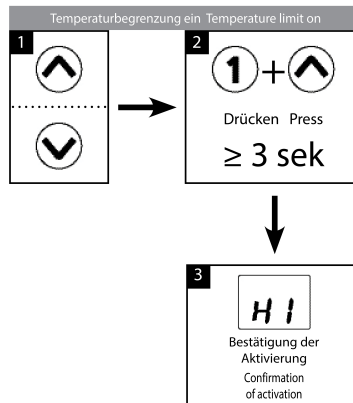 Temperaturbegrenzung ein Temperature limit on
1
2
1 +
Drücken Press
≥ 3 sek
3
HI
Bestätigung der
Aktivierung
Confirmation
of activation